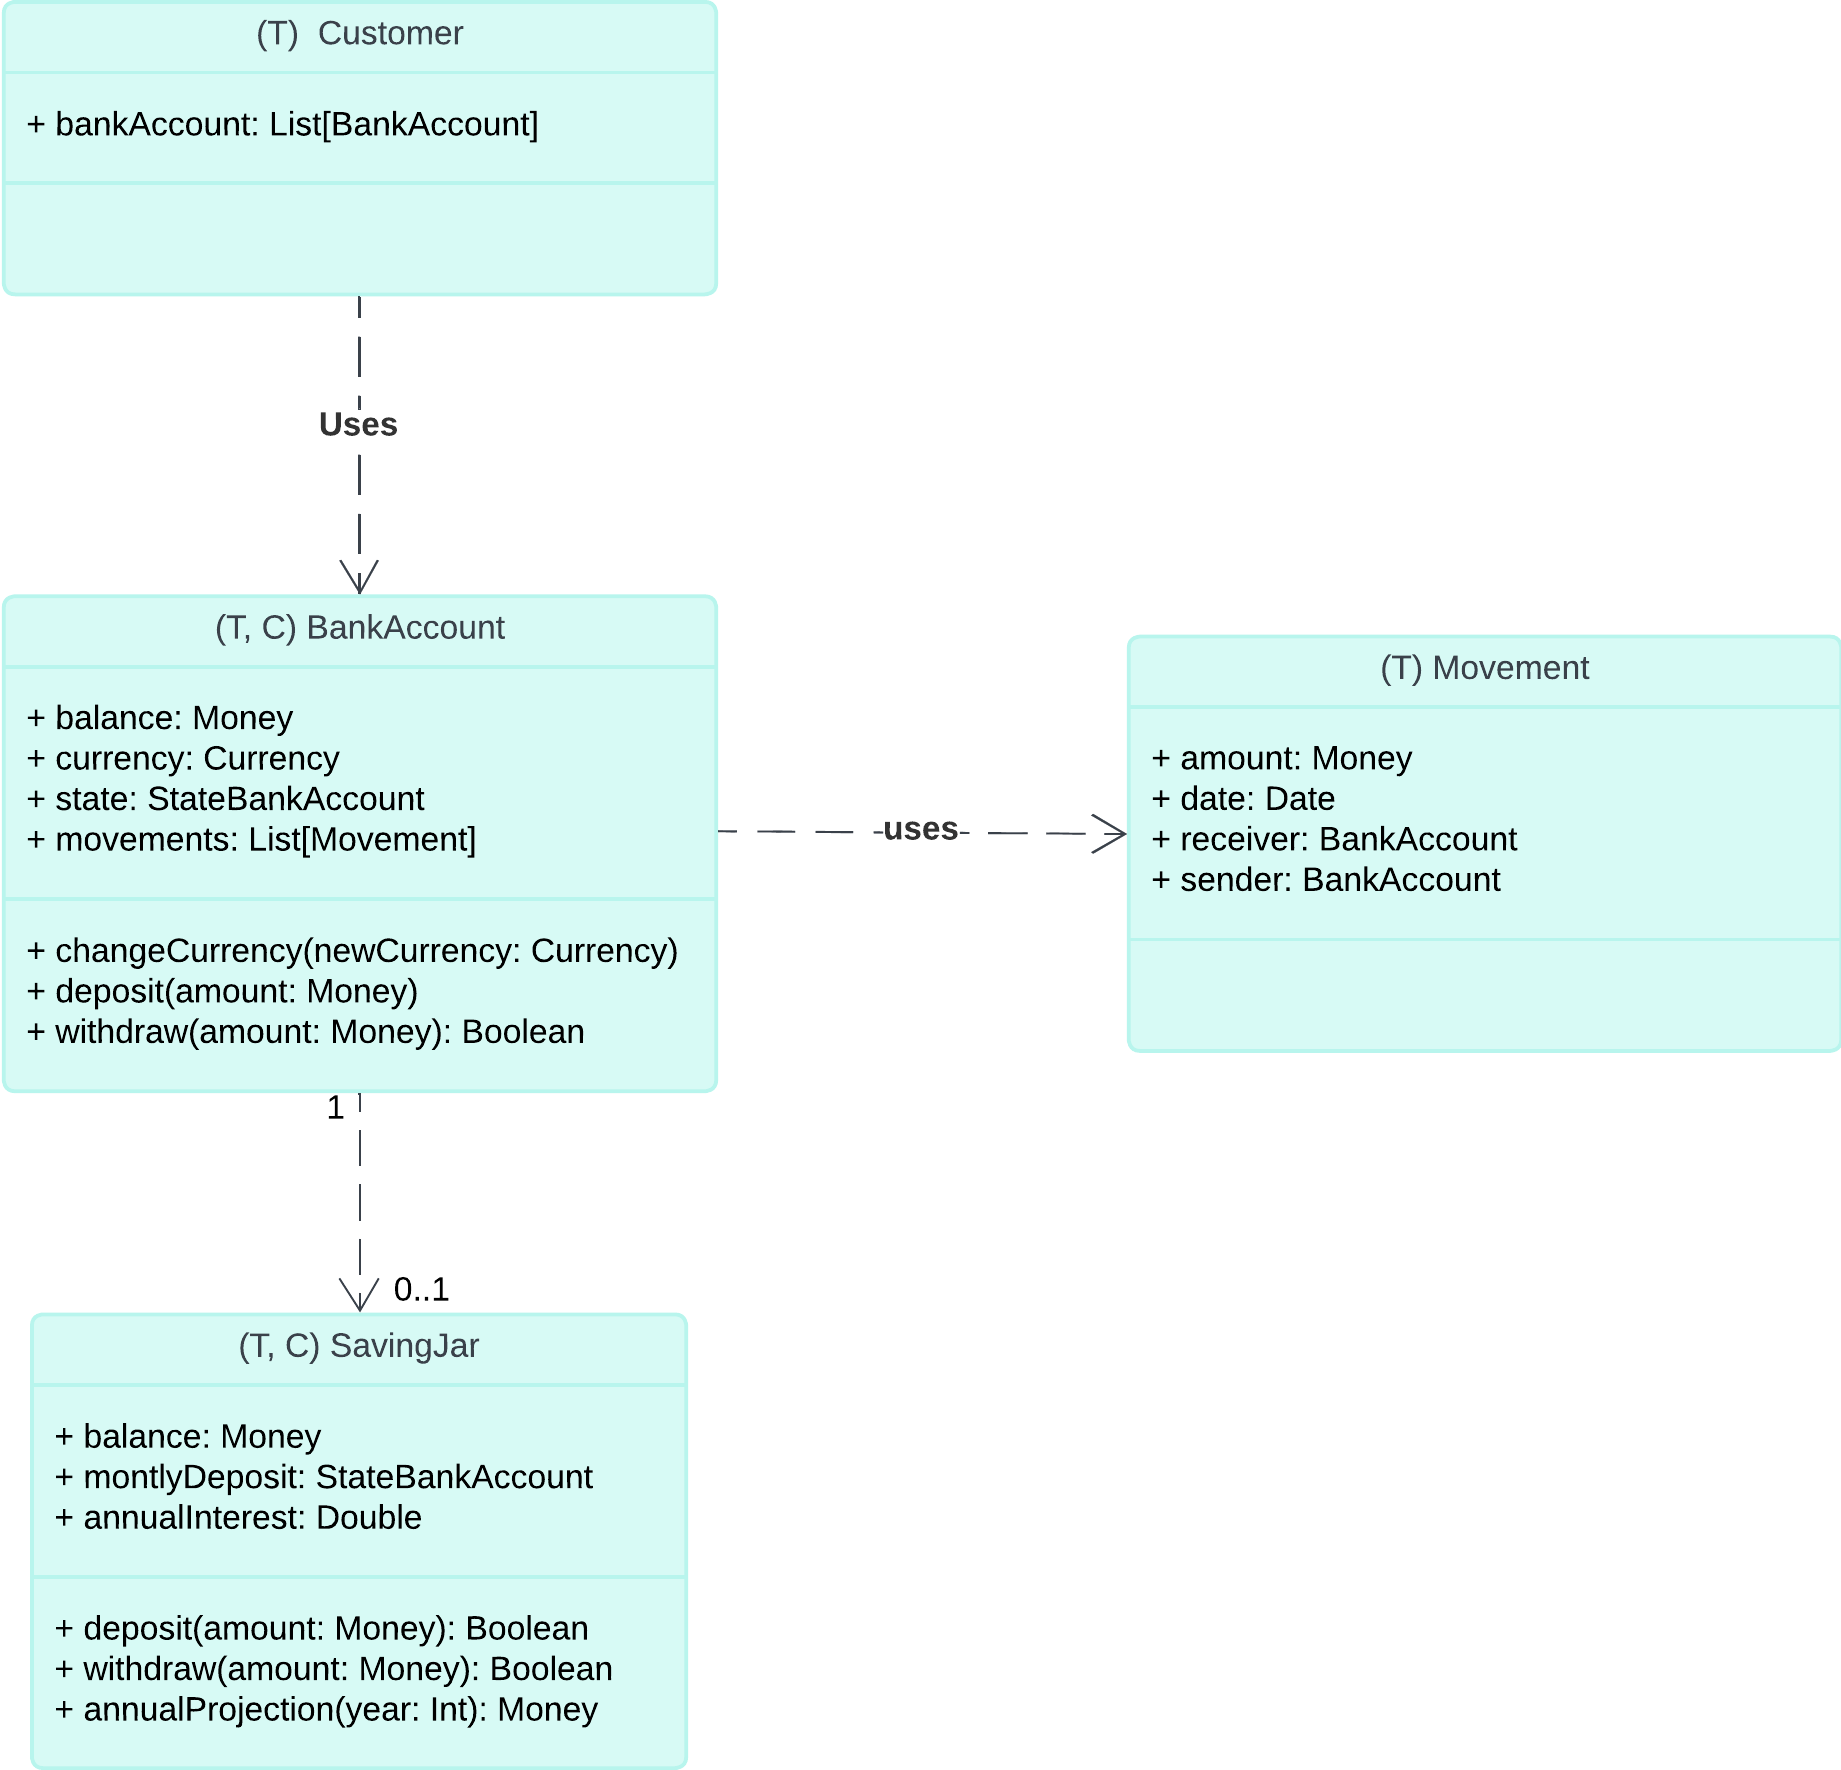 (T)  Customer
+ bankAccount: List[BankAccount]
Uses
(T, C) BankAccount
+ balance: Money
+ currency: Currency
+ state: StateBankAccount
+ movements: List[Movement]
+ changeCurrency(newCurrency: Currency)
+ deposit(amount: Money)
+ withdraw(amount: Money): Boolean
uses
(T) Movement
+ amount: Money
+ date: Date
+ receiver: BankAccount
+ sender: BankAccount
1
0..1
(T, C) SavingJar
+ balance: Money
+ montlyDeposit: StateBankAccount
+ annualInterest: Double
+ deposit(amount: Money): Boolean
+ withdraw(amount: Money): Boolean
+ annualProjection(year: Int): Money